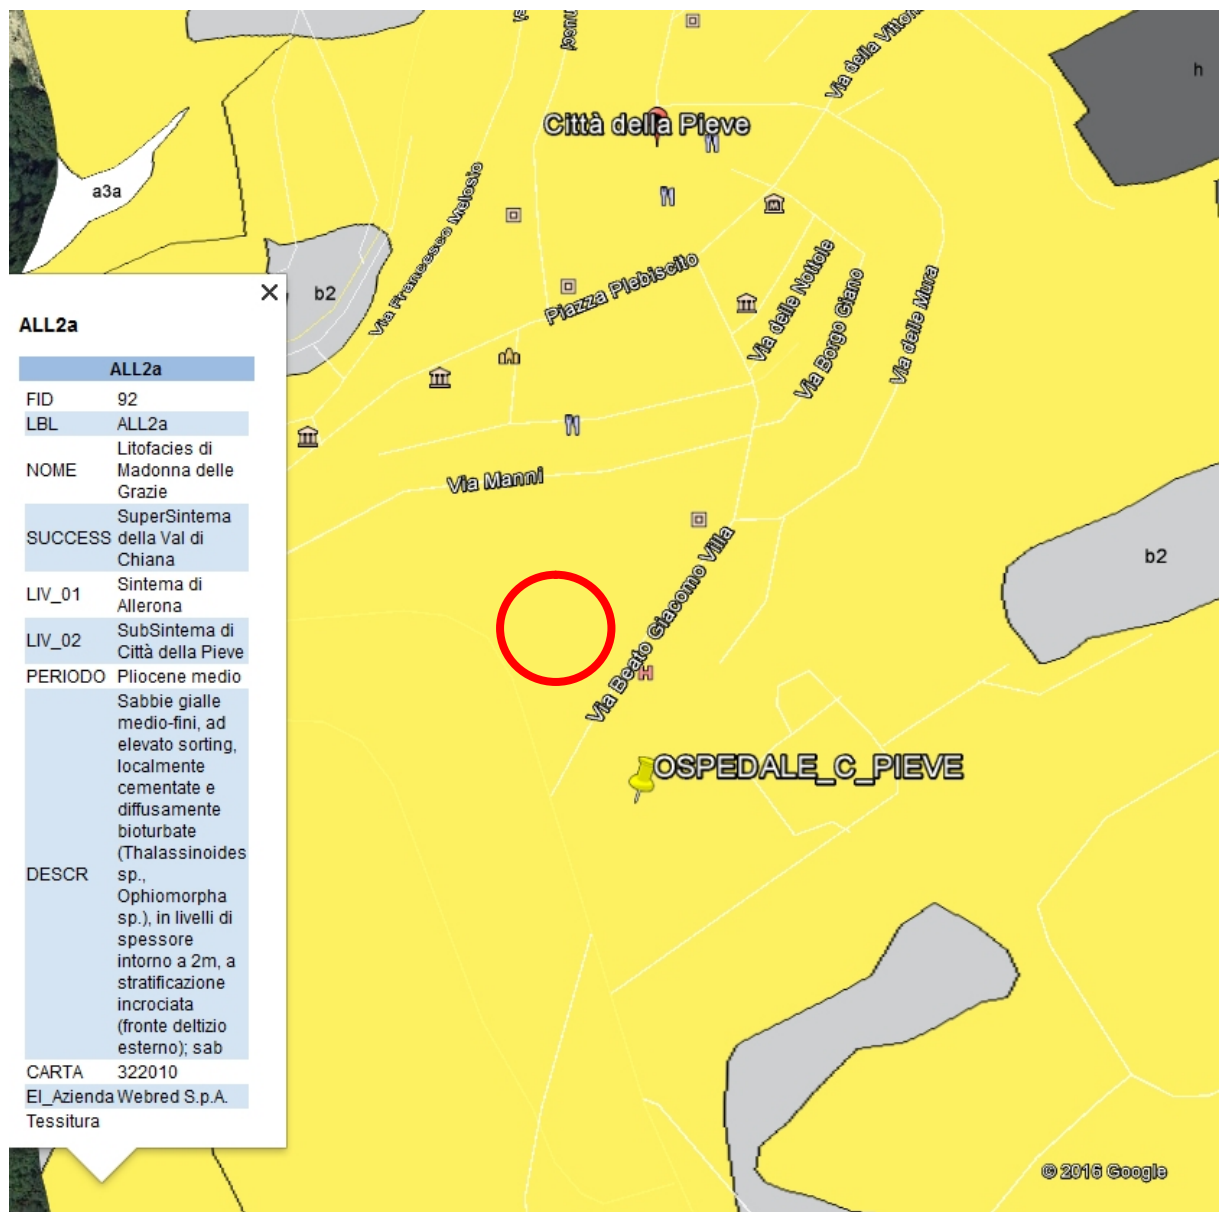 h
Via della Vittori
Città della Pieve
a3a
Via Francesco Melosio
b2
Piazza Plebiscito
Via delle Nottole
Via Borgo Giano
Via delle Mura
Via Manni
b2
Via Beato Giacomo Villa
H
OSPEDALE_C_PIEVE
© 2016 Google
ALL2a
ALL2a
FID 92
LBL ALL2a
NOME Litofacies di
Madonna delle
Grazie
SUCCESS SuperSintema
della Val di
Chiana
LIV_01 Sintema di
Allerona
LIV_02 SubSintema di
Città della Pieve
PERIODO Pliocene medio
DESCR Sabbie gialle
medio-fini, ad
elevato sorting,
localmente
cementate e
diffusamente
bioturbate
(Thalassinoides
sp.,
Ophiomorpha
sp.), in livelli di
spessore
intorno a 2m, a
stratificazione
incrociata
(fronte deltizio
esterno); sab
CARTA 322010
El_Azienda Webred S.p.A.
Tessitura